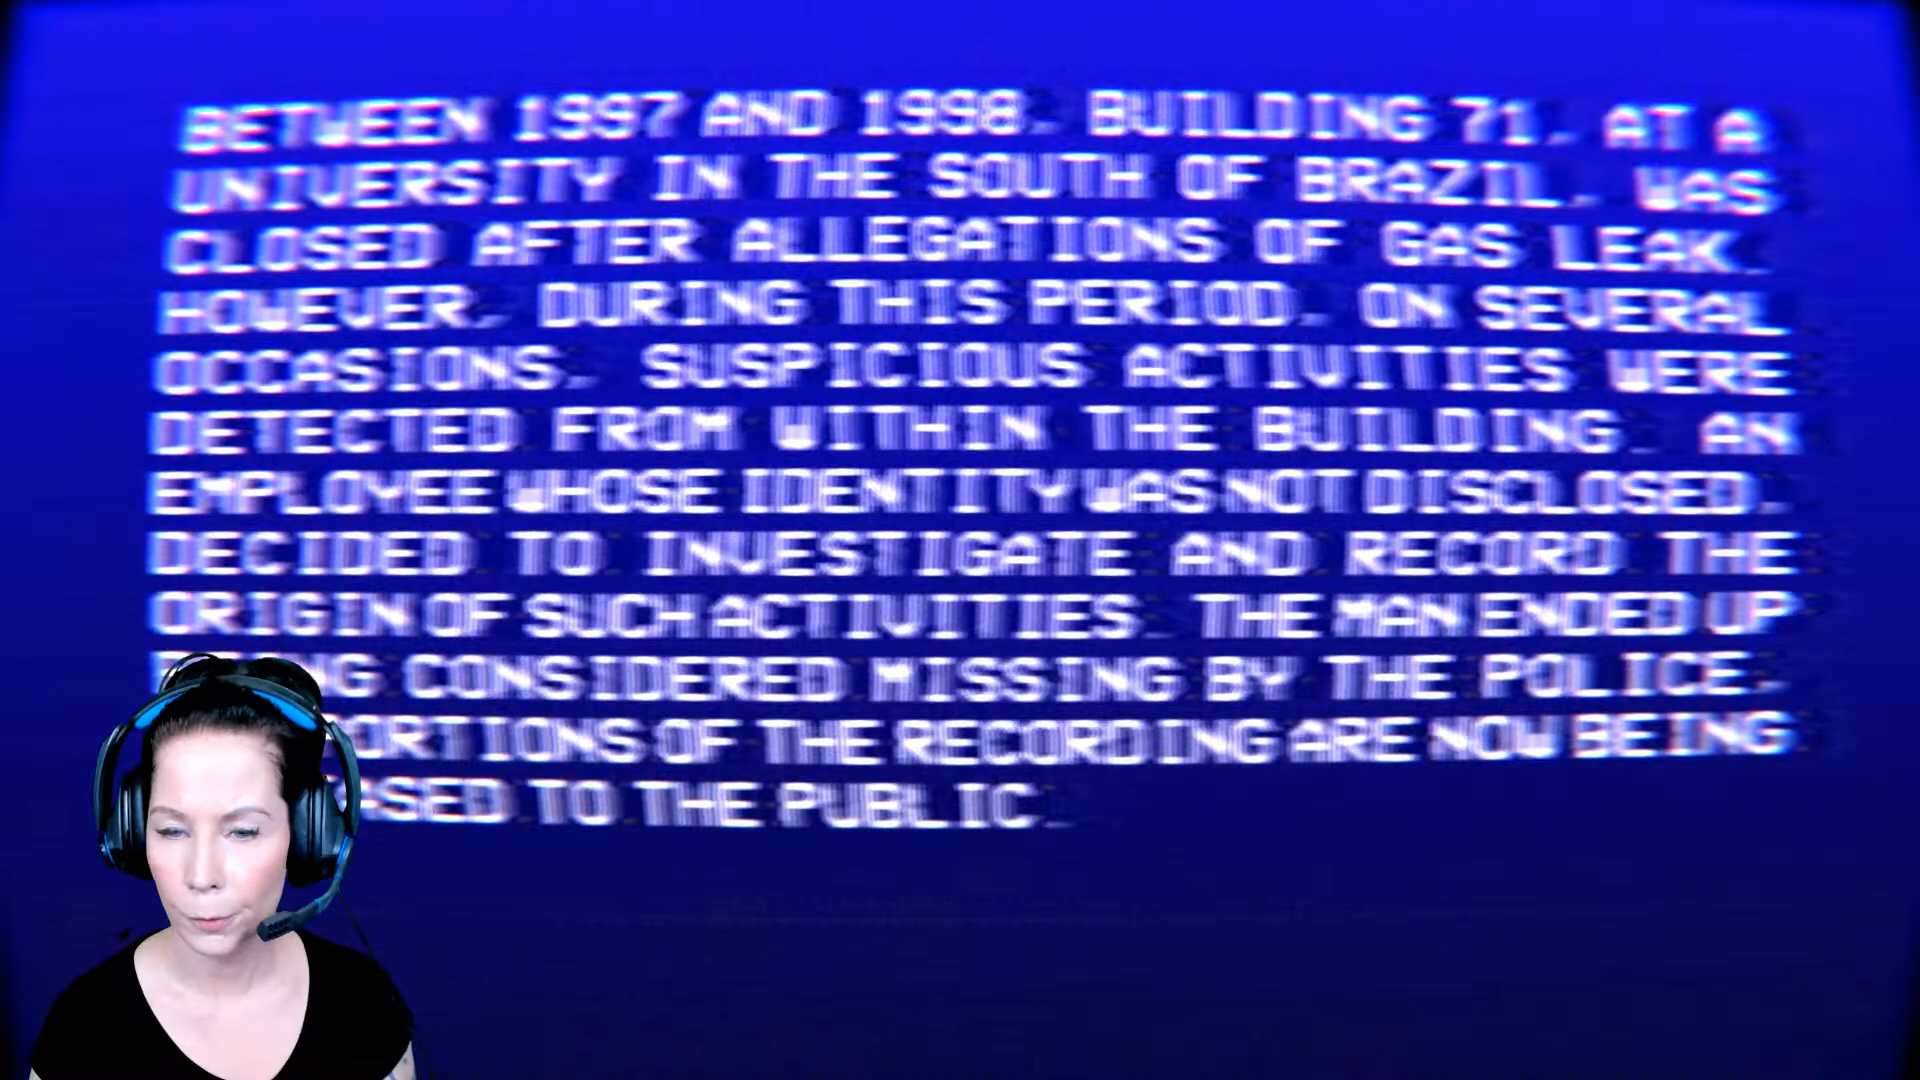 BETWEEN 1997 AND 1998, BUILDING 71, AT A
UNIVERSITY IN THE SOUTH OF BRAZIL, WAS
CLOSED AFTER ALLEGATIONS OF GAS LEAK.
HOWEVER, DURING THIS PERIOD, ON SEVERAL
OCCASIONS, SUSPICIOUS ACTIVITIES WERE
DETECTED FROM WITHIN THE BUILDING. AN
EMPLOYEE WHOSE IDENTITY WAS NOT DISCLOSED,
DECIDED TO INVESTIGATE AND RECORD THE
ORIGIN OF SUCH ACTIVITIES. THE MAN ENDED UP
CONSIDERED MISSING BY THE POLICE.
OF THE RECORDING ARE NOW BEING
TO THE PUBLIC.